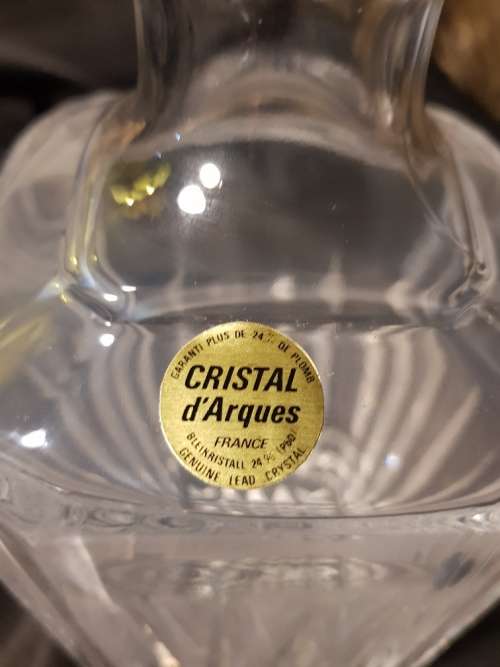 GARANTI PLUS DE 24% DE PLOMB
CRISTAL
d'Arques
FRANCE
BLEIKRISTALL 24% (PbO)
GENUINE LEAD CRYSTAL